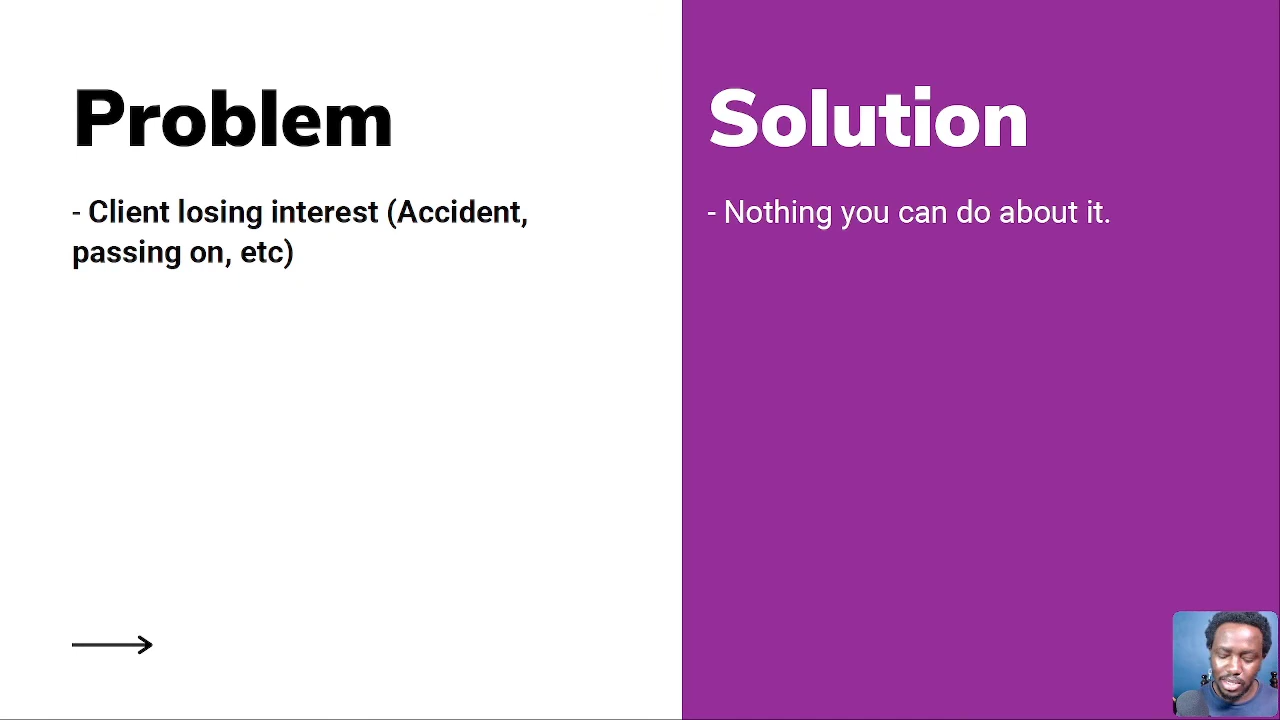 Problem
- Client losing interest (Accident,
passing on, etc)
Solution
- Nothing you can do about it.